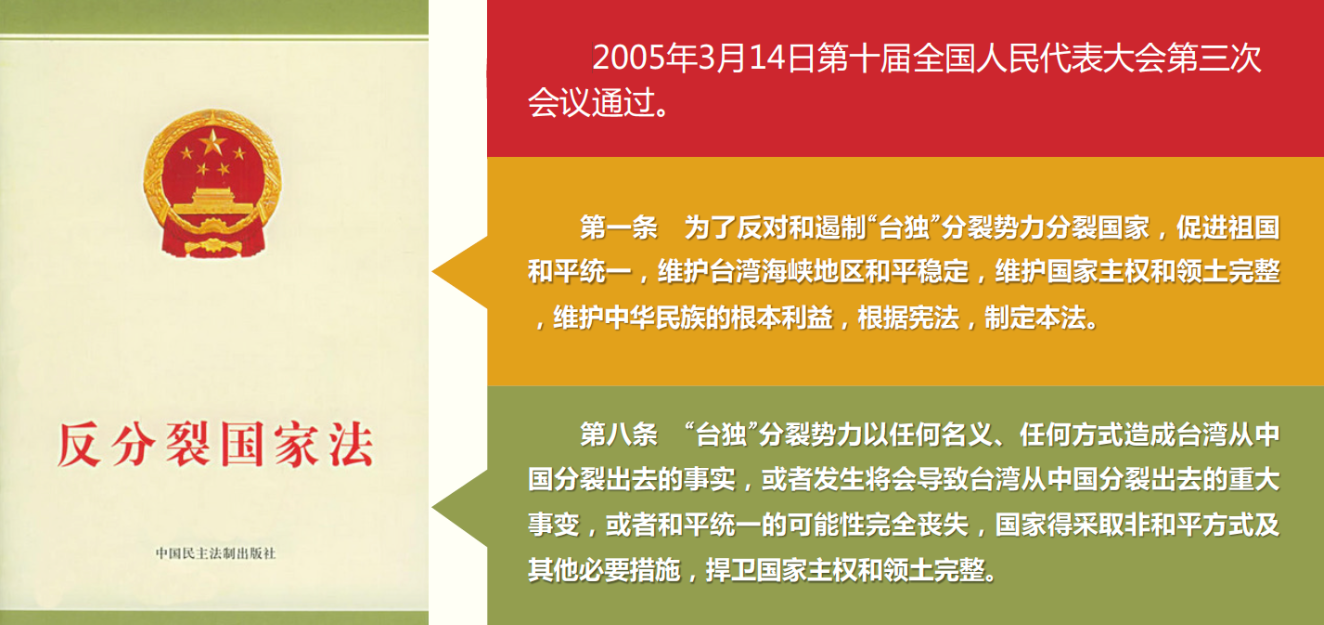 反分裂国家法
中国民主法制出版社
2005年3月14日第十届全国人民代表大会第三次
会议通过。
第一条　为了反对和遏制“台独”分裂势力分裂国家，促进祖国
和平统一，维护台湾海峡地区和平稳定，维护国家主权和领土完整
，维护中华民族的根本利益，根据宪法，制定本法。
第八条　“台独”分裂势力以任何名义、任何方式造成台湾从中
国分裂出去的事实，或者发生将会导致台湾从中国分裂出去的重大
事变，或者和平统一的可能性完全丧失，国家得采取非和平方式及
其他必要措施，捍卫国家主权和领土完整。